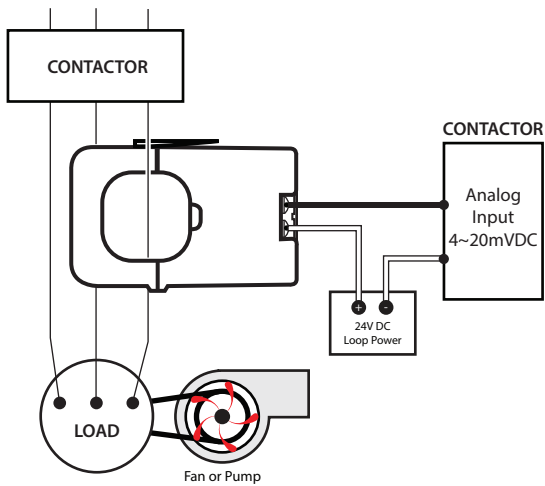 CONTACTOR
CONTACTOR
Analog
Input
4~20mVDC
+ -
24V DC
Loop Power
LOAD
Fan or Pump